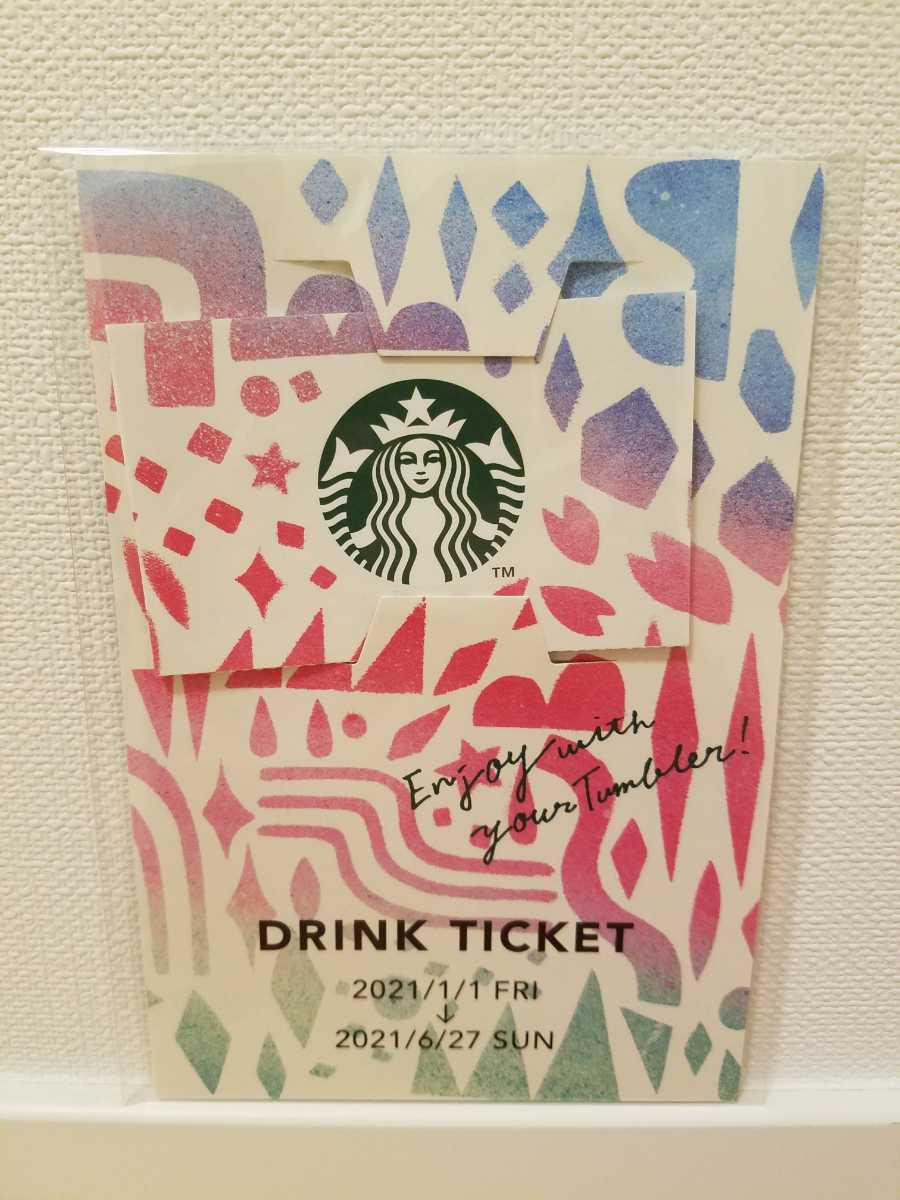 TM
Enjoy with
your Tumbler!
DRINK TICKET
2021/1/1 FRI
↓
2021/6/27 SUN